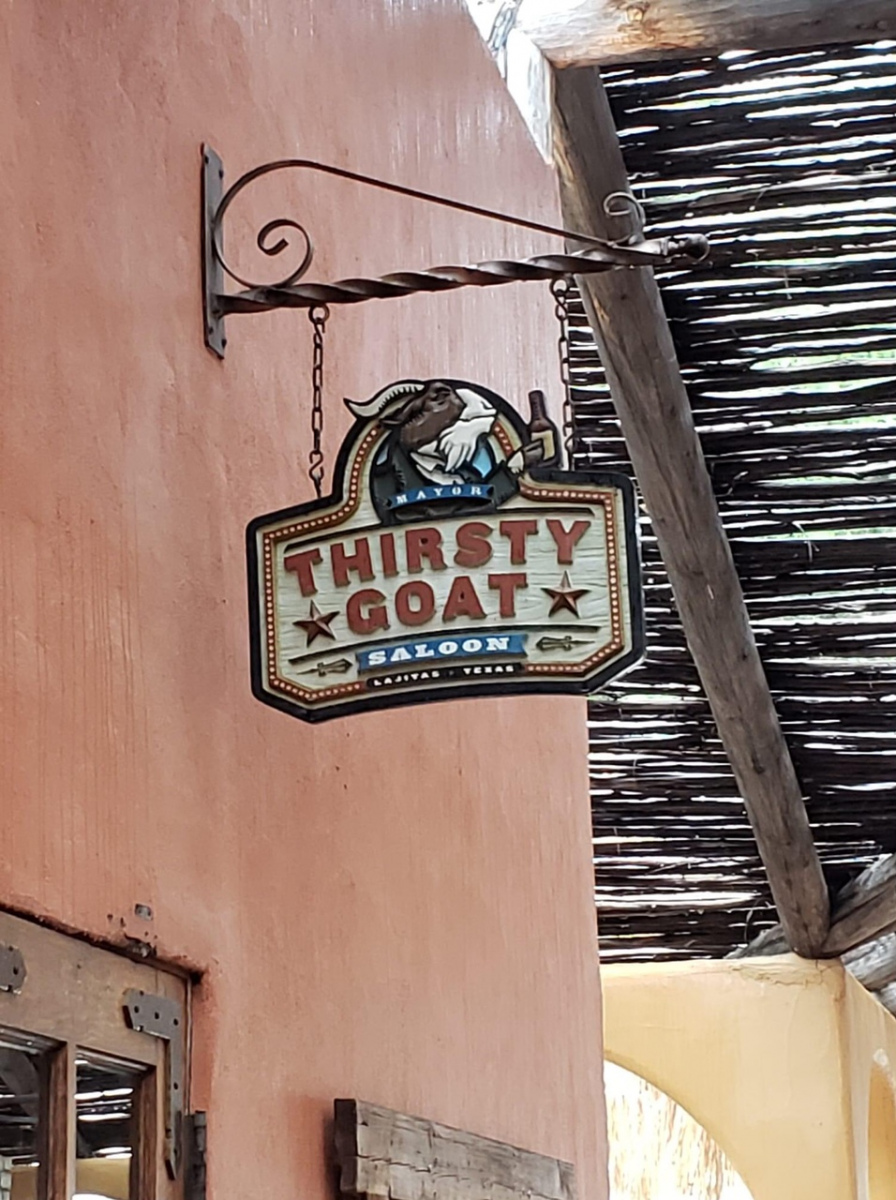 MAYOR
THIRSTY
GOAT
SALOON
LAJITAS · TEXAS